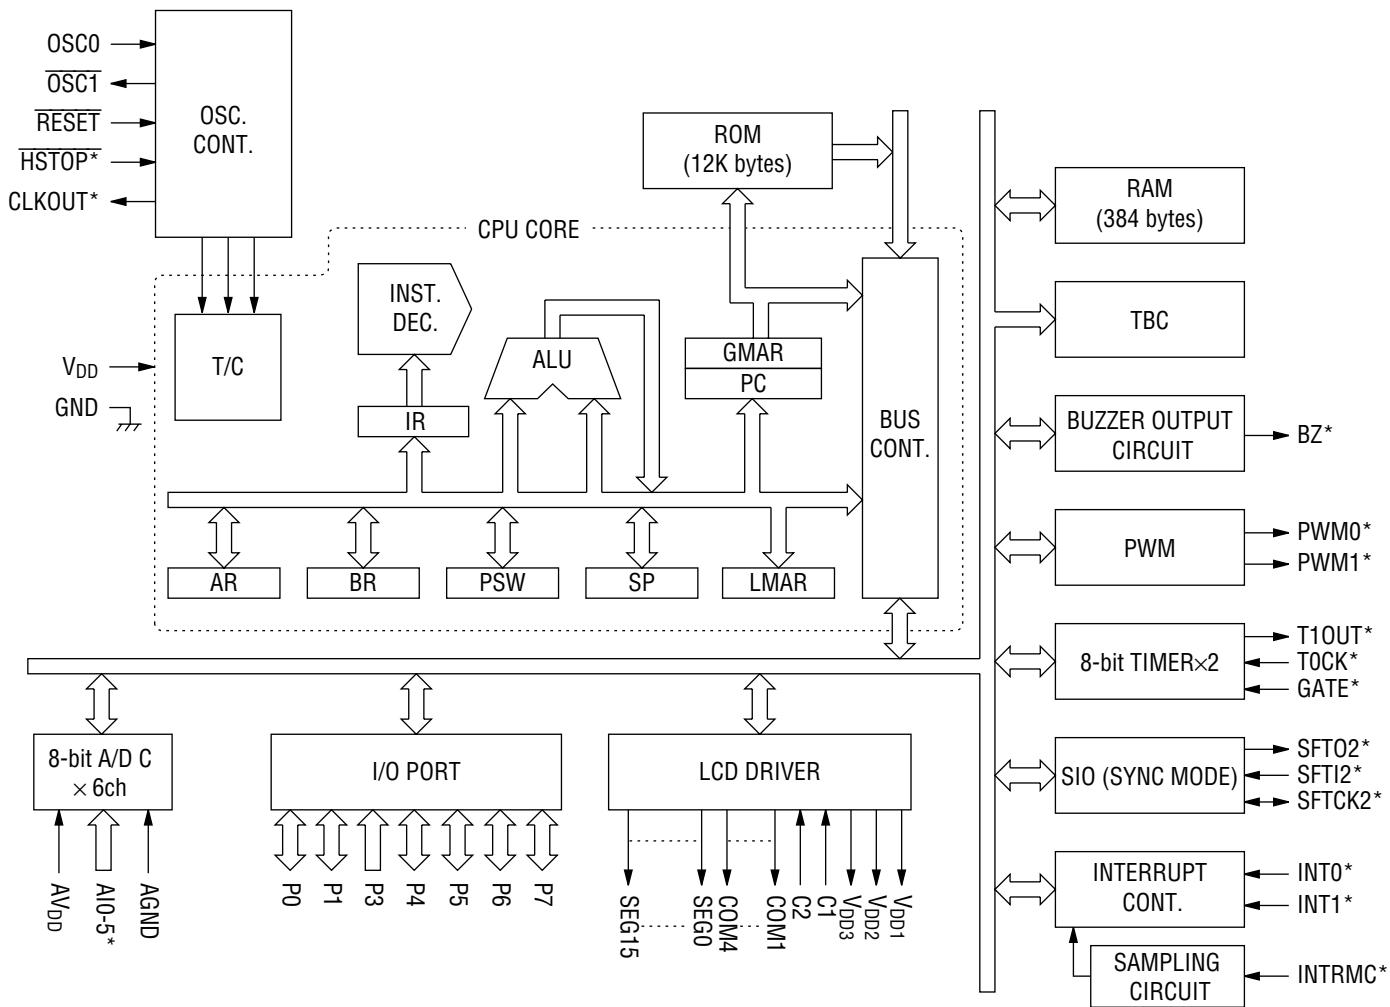 OSC0
OSC1
RESET
HSTOP*
CLKOUT*
OSC.
CONT.
ROM
(12K bytes)
CPU CORE
INST.
DEC.
ALU
T/C
VDD
GND
IR
GMAR
PC
BUS
CONT.
AR
BR
PSW
SP
LMAR
RAM
(384 bytes)
TBC
BUZZER OUTPUT
CIRCUIT
BZ*
PWM
PWM0*
PWM1*
8-bit TIMER×2
T1OUT*
T0CK*
GATE*
SIO (SYNC MODE)
SFTO2*
SFTI2*
SFTCK2*
INTERRUPT
CONT.
INT0*
INT1*
SAMPLING
CIRCUIT
INTRMC*
8-bit A/D C
× 6ch
AVDD
AI0-5*
AGND
I/O PORT
P0
P1
P3
P4
P5
P6
P7
LCD DRIVER
SEG15
SEG0
COM4
COM1
C2
C1
VDD3
VDD2
VDD1